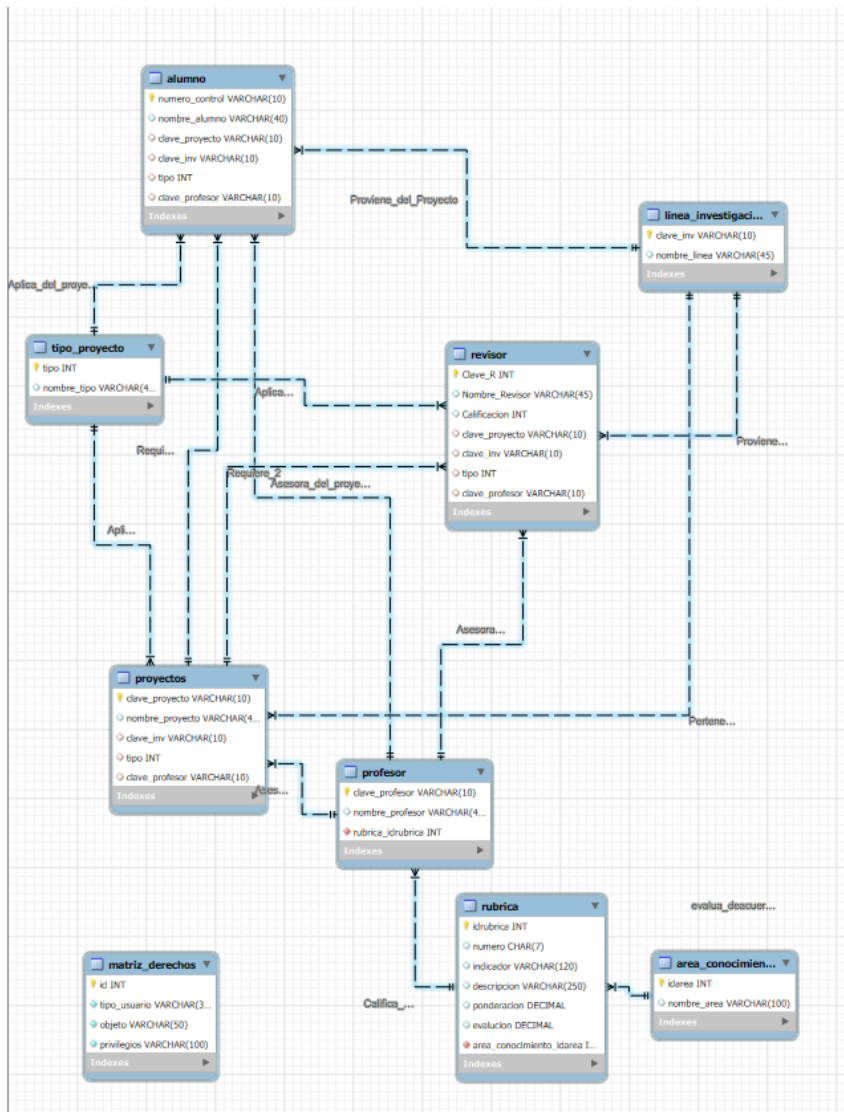 alumno
numero_control VARCHAR(10)
nombre_alumno VARCHAR(40)
clave_proyecto VARCHAR(10)
clave_inv VARCHAR(10)
tipo INT
clave_profesor VARCHAR(10)
Indexes
Proviene_del_Proyecto
linea_investigaci...
clave_inv VARCHAR(10)
nombre_linea VARCHAR(45)
Indexes
Aplica_del_proye...
tipo_proyecto
tipo INT
nombre_tipo VARCHAR(4...
Indexes
Aplica...
revisor
Clave_R INT
Nombre_Revisor VARCHAR(45)
Calificacion INT
clave_proyecto VARCHAR(10)
clave_inv VARCHAR(10)
tipo INT
clave_profesor VARCHAR(10)
Indexes
Proviene...
Requi...
Requiere_2
Asesora_del_proye...
Apli...
Asesora...
proyectos
clave_proyecto VARCHAR(10)
nombre_proyecto VARCHAR(4...
clave_inv VARCHAR(10)
tipo INT
clave_profesor VARCHAR(10)
Indexes
Ases...
Pertene...
profesor
clave_profesor VARCHAR(10)
nombre_profesor VARCHAR(4...
rubrica_idrubrica INT
Indexes
Califica_...
rubrica
idrubrica INT
numero CHAR(7)
indicador VARCHAR(120)
descripcion VARCHAR(250)
ponderacion DECIMAL
evalucion DECIMAL
area_conocimiento_idarea I...
Indexes
evalua_deacuer...
area_conocimien...
idarea INT
nombre_area VARCHAR(100)
Indexes
matriz_derechos
id INT
tipo_usuario VARCHAR(3...
objeto VARCHAR(50)
privilegios VARCHAR(100)
Indexes